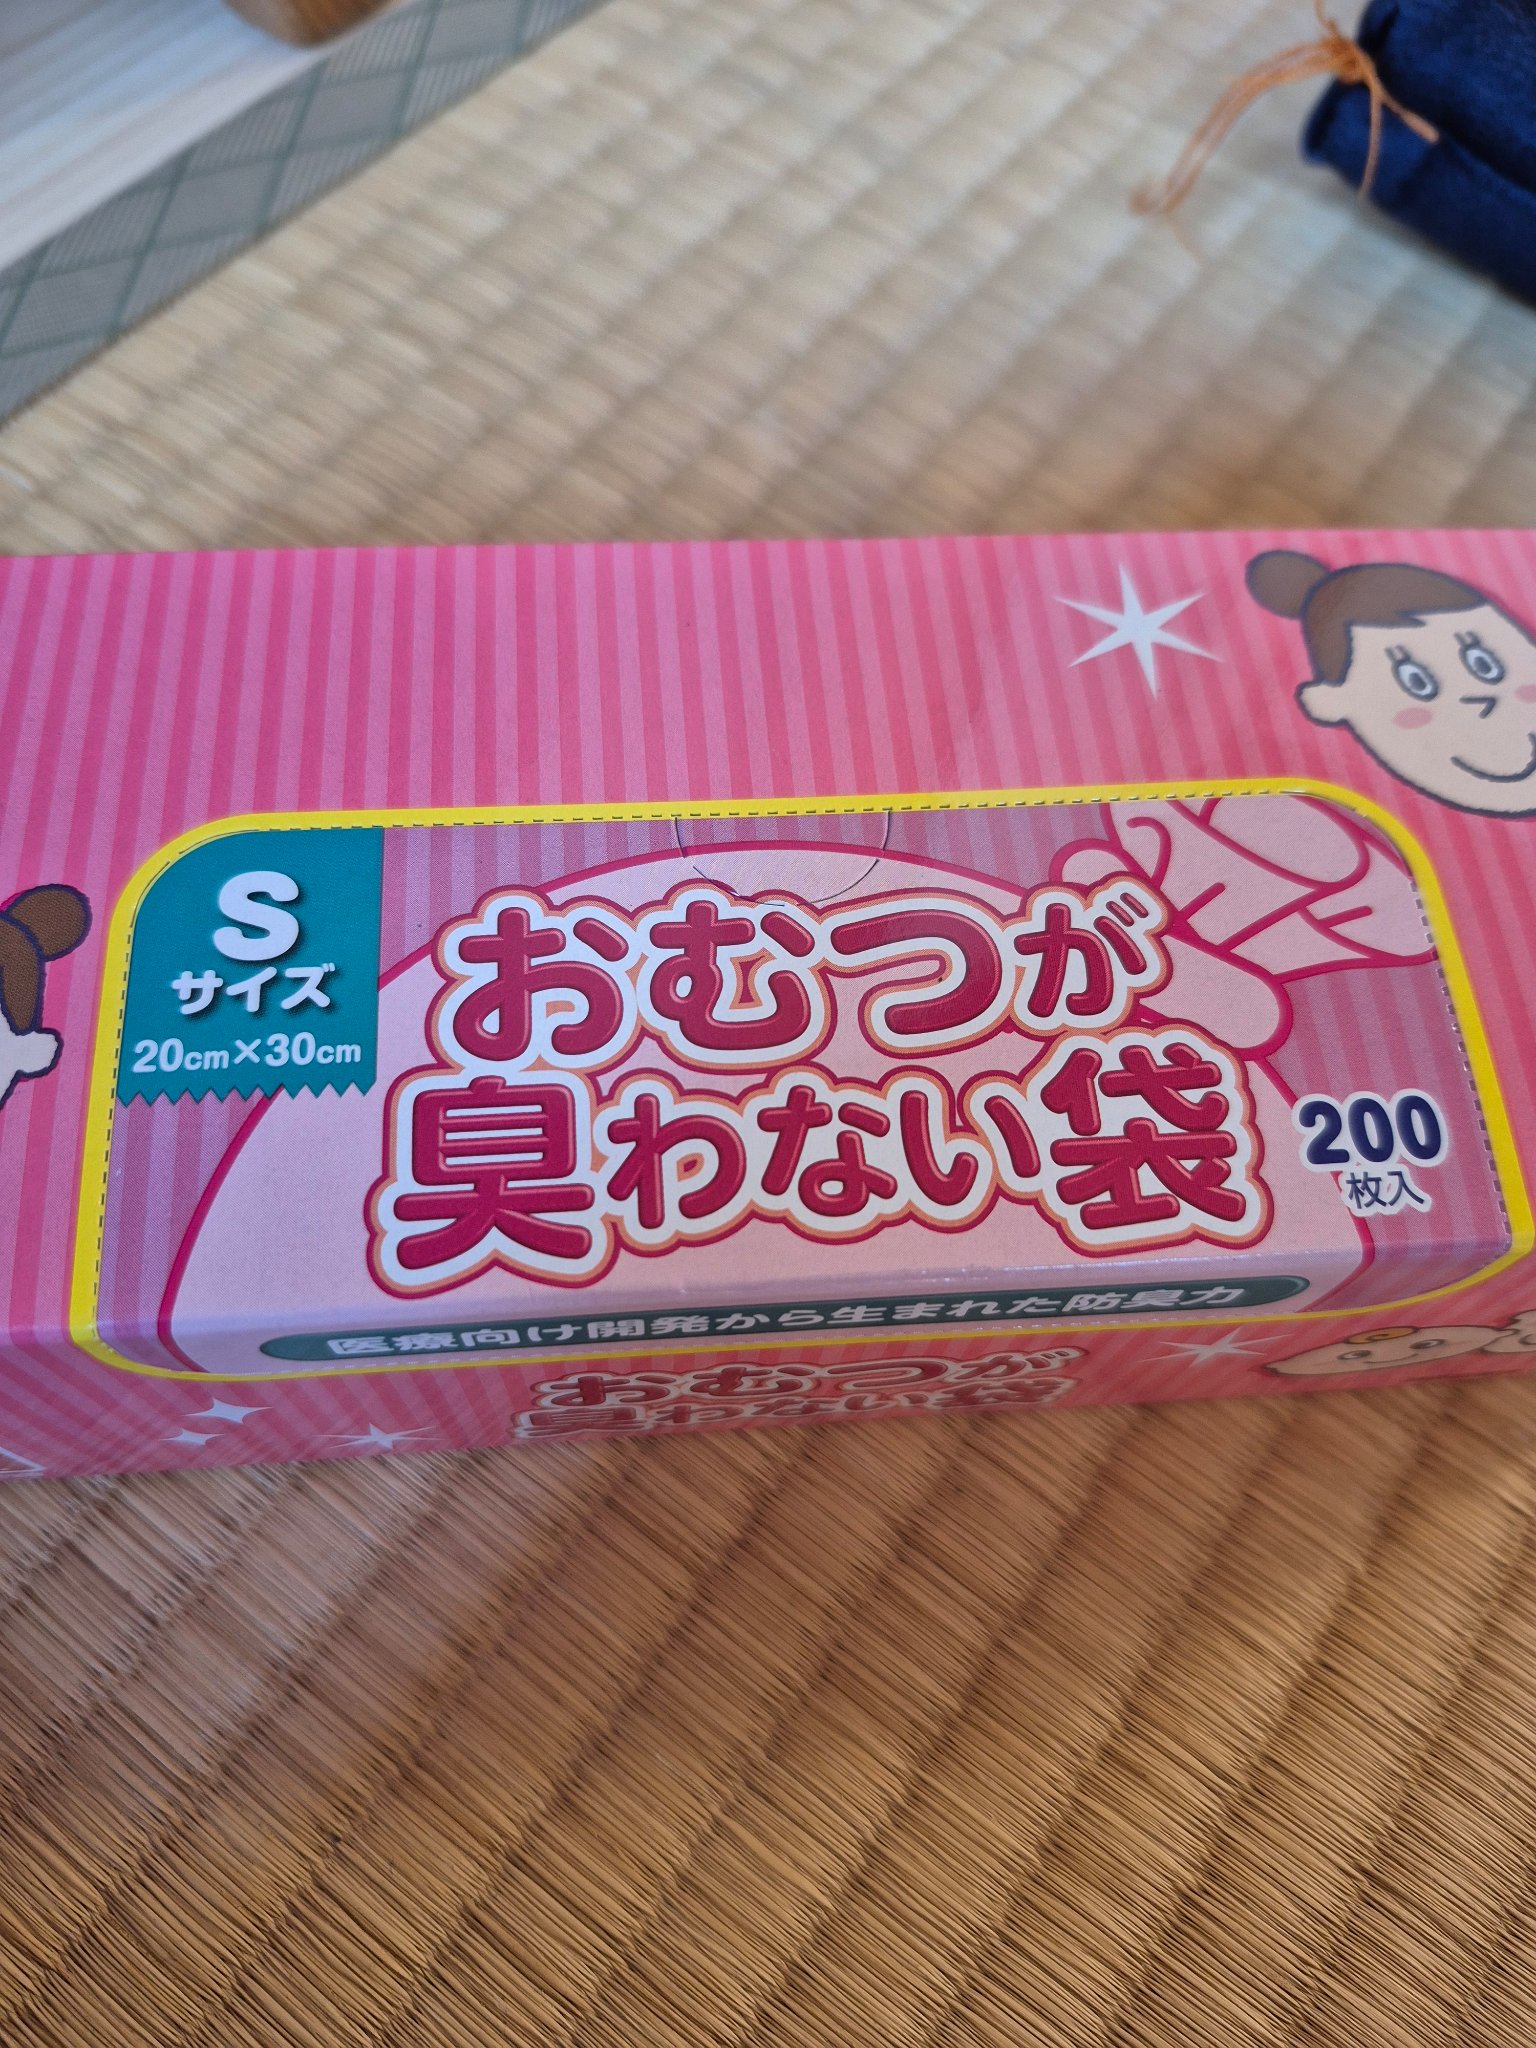 S
サイズ
20cm×30cm
おむつが
臭わない袋
200
枚入
医療向け開発から生まれた防臭力
おむつが
臭わない袋